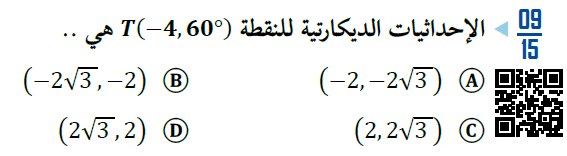 09/15 ◀ الإحداثيات الديكارتية للنقطة T(−4, 60°) هي ..
Ⓐ (−2, −2√3) Ⓑ (−2√3, −2)
Ⓒ (2, 2√3) Ⓓ (2√3, 2)